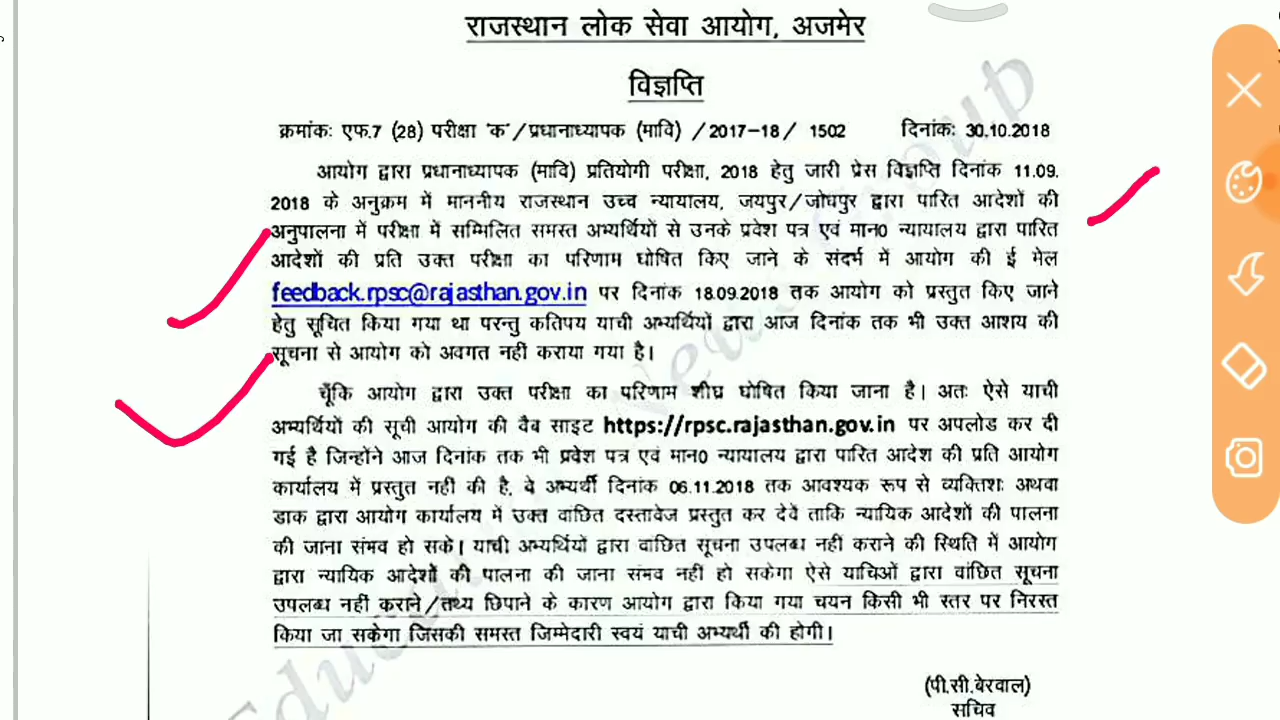 राजस्थान लोक सेवा आयोग, अजमेर
विज्ञप्ति
क्रमांकः एफ.7 (28) परीक्षा 'क'/प्रधानाध्यापक (मावि) /2017-18/ 1502 दिनांकः 30.10.2018
आयोग द्वारा प्रधानाध्यापक (मावि) प्रतियोगी परीक्षा, 2018 हेतु जारी प्रेस विज्ञप्ति दिनांक 11.09.
2018 के अनुक्रम में माननीय राजस्थान उच्च न्यायालय, जयपुर/जोधपुर द्वारा पारित आदेशों की
अनुपालना में परीक्षा में सम्मिलित समस्त अभ्यर्थियों से उनके प्रवेश पत्र एवं मान0 न्यायालय द्वारा पारित
आदेशों की प्रति उक्त परीक्षा का परिणाम घोषित किए जाने के संदर्भ में आयोग की ई मेल
feedback.rpsc@rajasthan.gov.in पर दिनांक 18.09.2018 तक आयोग को प्रस्तुत किए जाने
हेतु सूचित किया गया था परन्तु कतिपय याची अभ्यर्थियों द्वारा आज दिनांक तक भी उक्त आशय की
सूचना से आयोग को अवगत नहीं कराया गया है।
चूँकि आयोग द्वारा उक्त परीक्षा का परिणाम शीघ्र घोषित किया जाना है। अतः ऐसे याची
अभ्यर्थियों की सूची आयोग की वैब साइट https://rpsc.rajasthan.gov.in पर अपलोड कर दी
गई है जिन्होंने आज दिनांक तक भी प्रवेश पत्र एवं मान0 न्यायालय द्वारा पारित आदेश की प्रति आयोग
कार्यालय में प्रस्तुत नहीं की है, वे अभ्यर्थी दिनांक 06.11.2018 तक आवश्यक रूप से व्यक्तिशः अथवा
डाक द्वारा आयोग कार्यालय में उक्त वांछित दस्तावेज प्रस्तुत कर देवें ताकि न्यायिक आदेशों की पालना
की जाना संभव हो सके। याची अभ्यर्थियों द्वारा वांछित सूचना उपलब्ध नहीं कराने की स्थिति में आयोग
द्वारा न्यायिक आदेशों की पालना की जाना संभव नहीं हो सकेगा ऐसे याचिओं द्वारा वांछित सूचना
उपलब्ध नहीं कराने/तथ्य छिपाने के कारण आयोग द्वारा किया गया चयन किसी भी स्तर पर निरस्त
किया जा सकेगा जिसकी समस्त जिम्मेदारी स्वयं याची अभ्यर्थी की होगी।
(पी.सी.बेरवाल)
सचिव